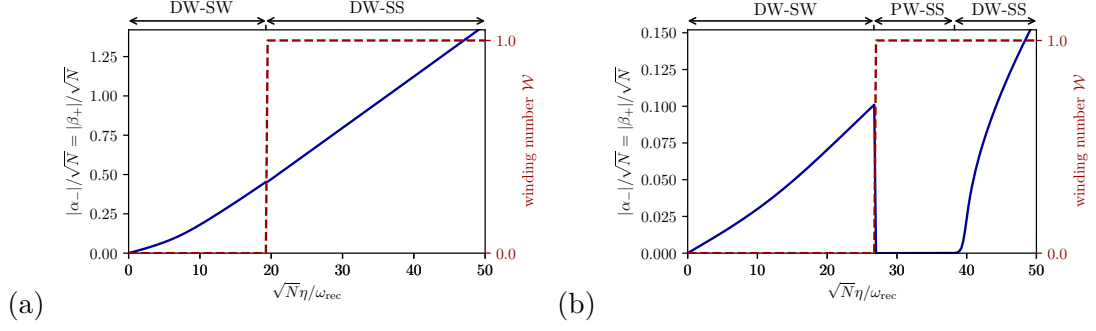 DW-SW DW-SS
|α₋|/√N = |β₊|/√N
1.25
1.00
0.75
0.50
0.25
0.00
0 10 20 30 40 50
√Nη/ω_rec
1.0
0.0
winding number 𝒲
(a)
DW-SW PW-SS DW-SS
|α₋|/√N = |β₊|/√N
0.150
0.125
0.100
0.075
0.050
0.025
0.000
0 10 20 30 40 50
√Nη/ω_rec
1.0
0.0
winding number 𝒲
(b)